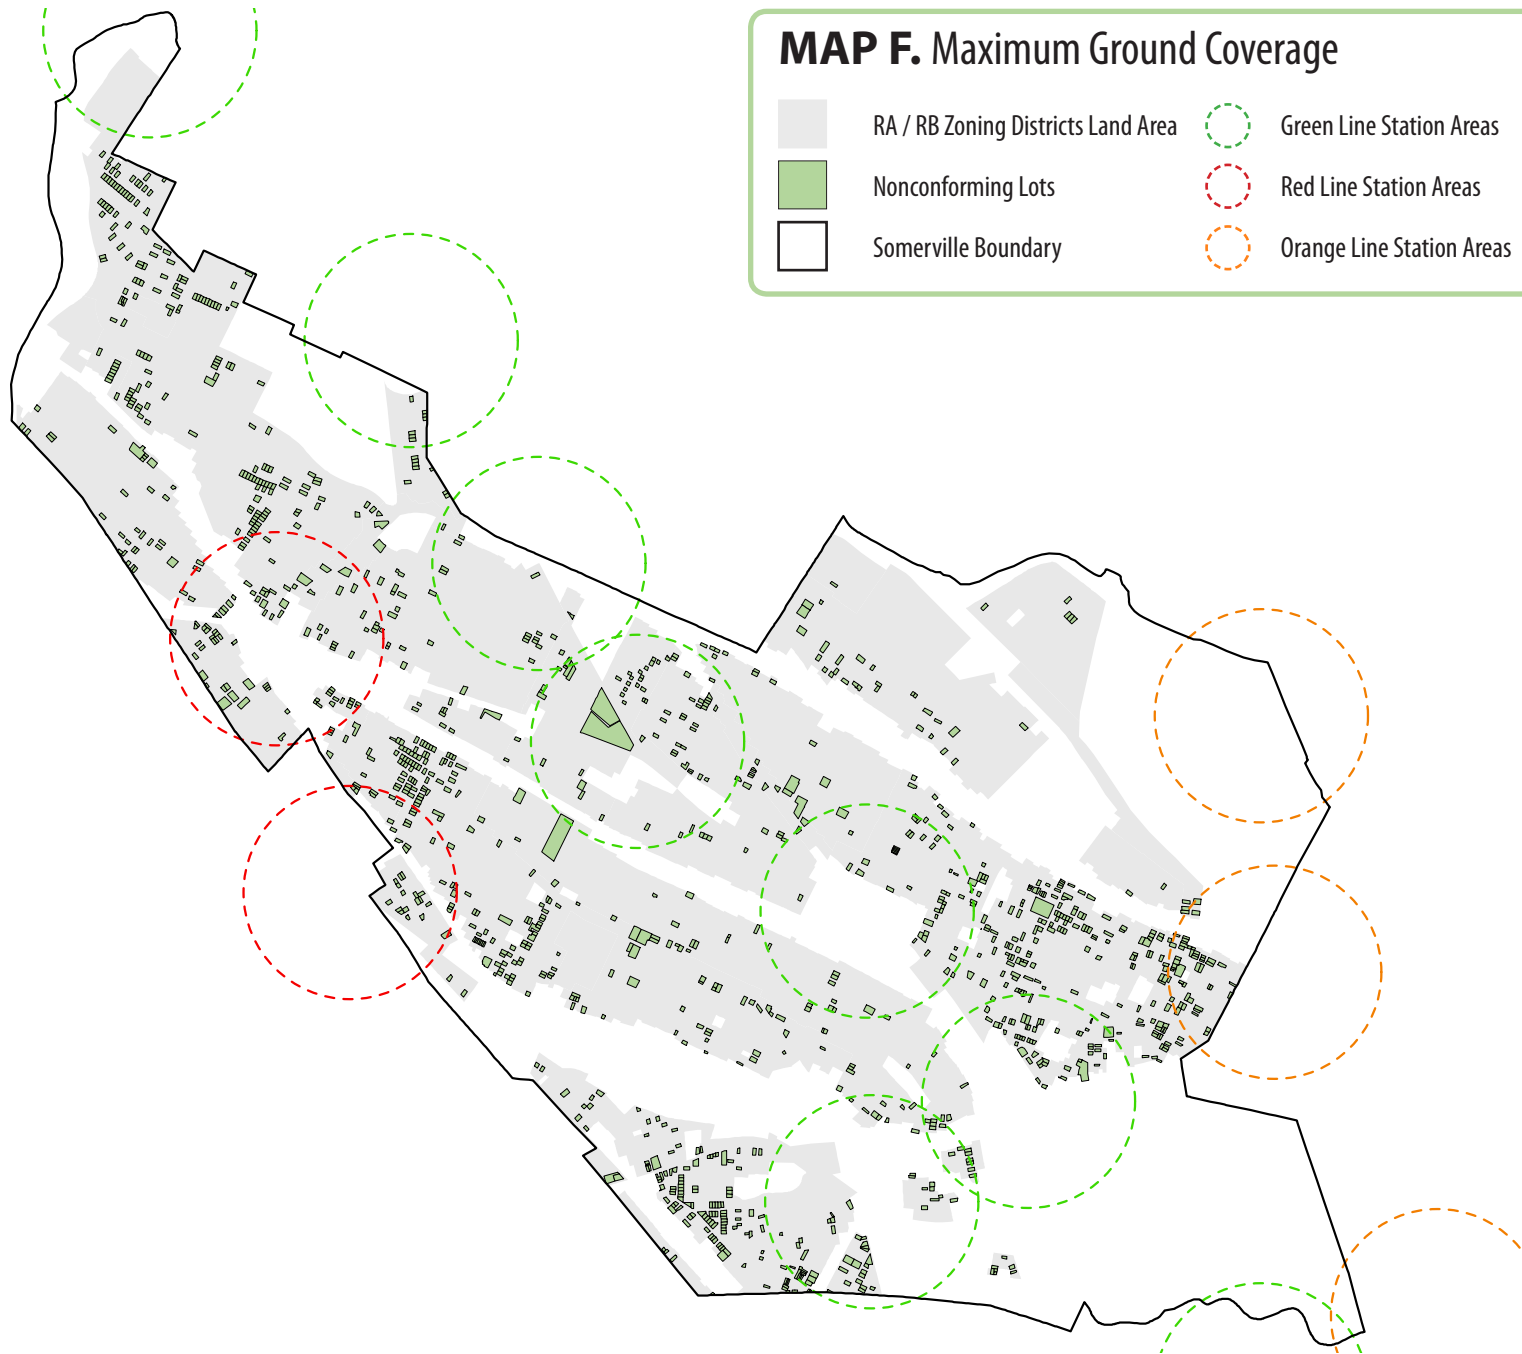 MAP F. Maximum Ground Coverage
RA / RB Zoning Districts Land Area
Nonconforming Lots
Somerville Boundary
Green Line Station Areas
Red Line Station Areas
Orange Line Station Areas